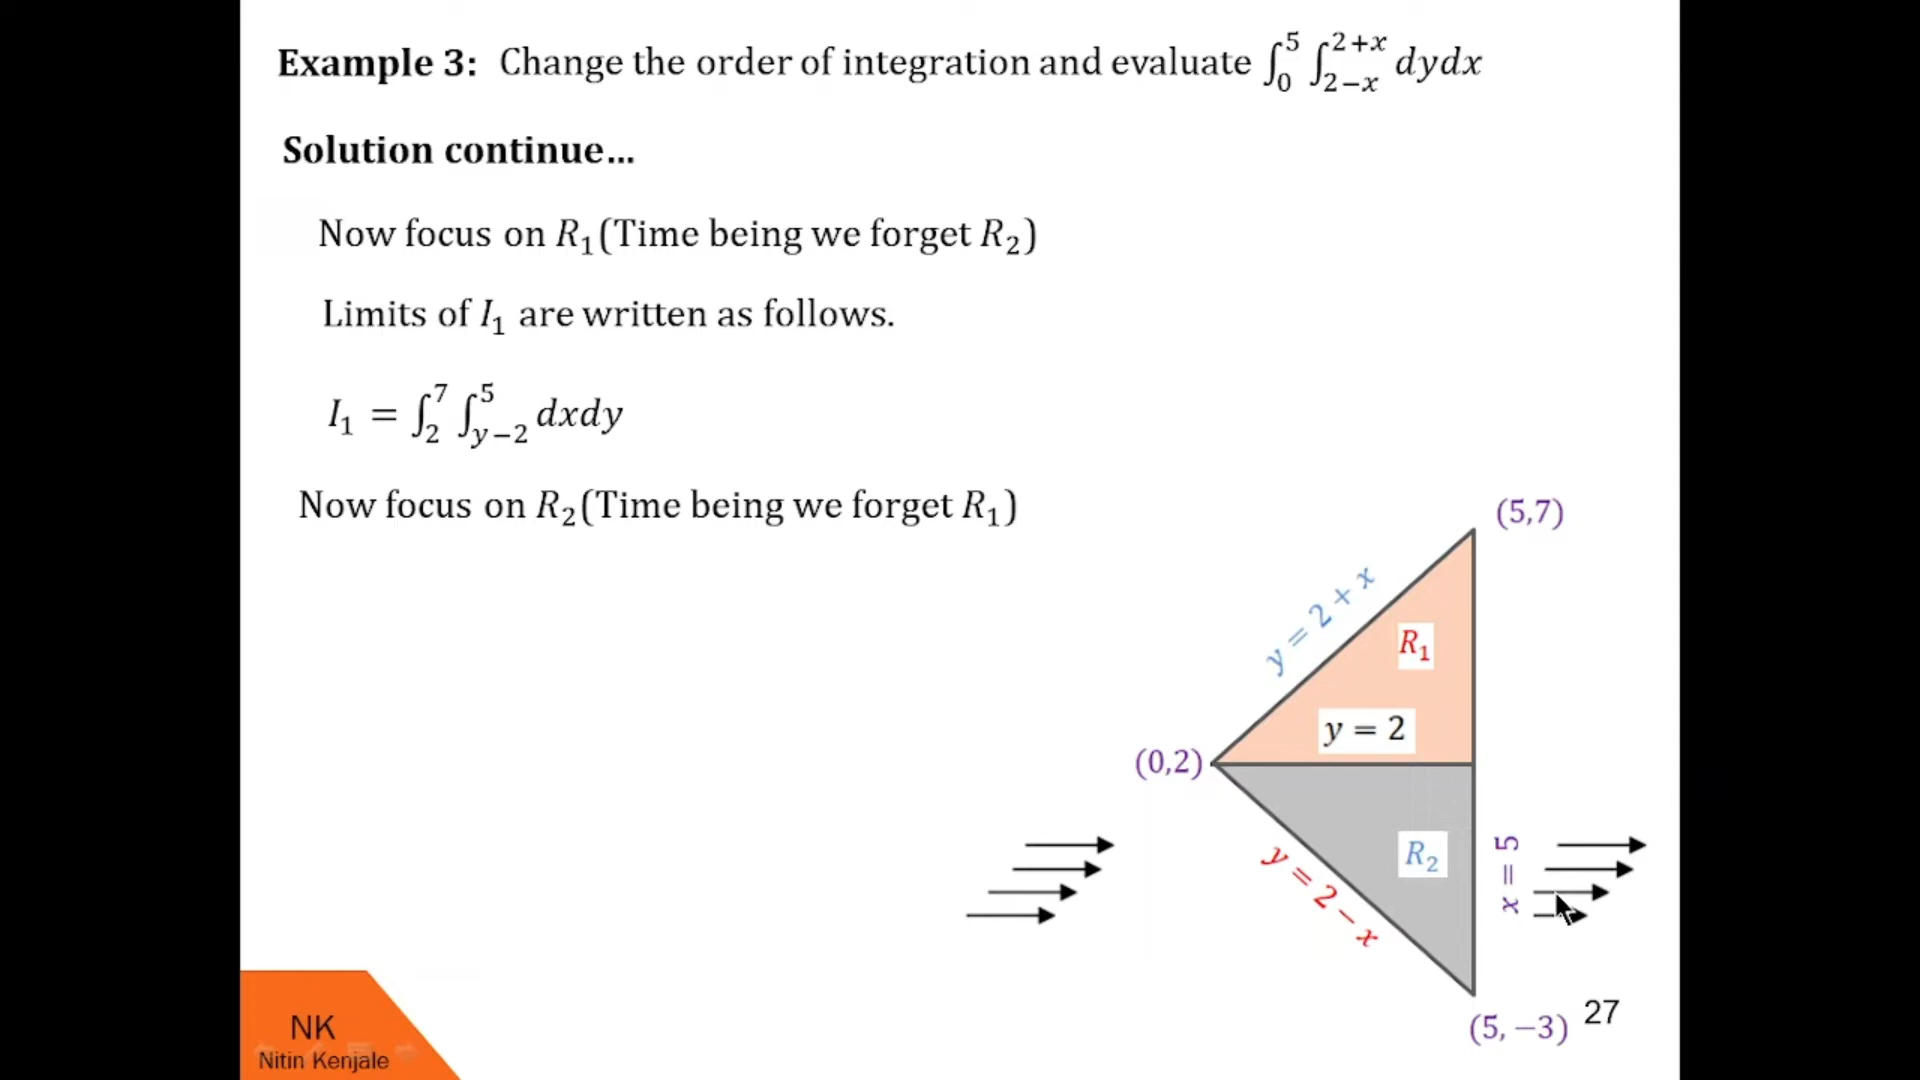 Example 3: Change the order of integration and evaluate ∫₀⁵ ∫₂₋ₓ²⁺ˣ dydx
Solution continue...
Now focus on R₁(Time being we forget R₂)
Limits of I₁ are written as follows.
I₁ = ∫₂⁷ ∫_{y−2}^{5} dxdy
Now focus on R₂(Time being we forget R₁)
(5,7)
y = 2 + x
R₁
y = 2
(0,2)
R₂
x = 5
y = 2 − x
(5, −3)
27
NK
Nitin Kenjale